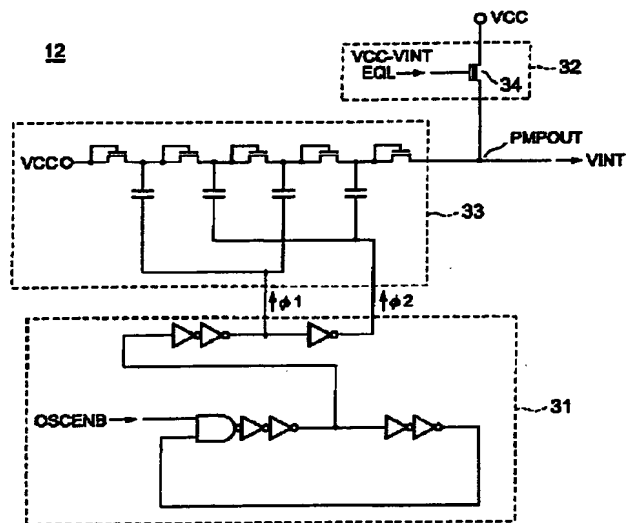 12
VCC
VCC-VINT
EQL
34
32
VCC
PMPOUT
VINT
33
ϕ1
ϕ2
OSCENB
31